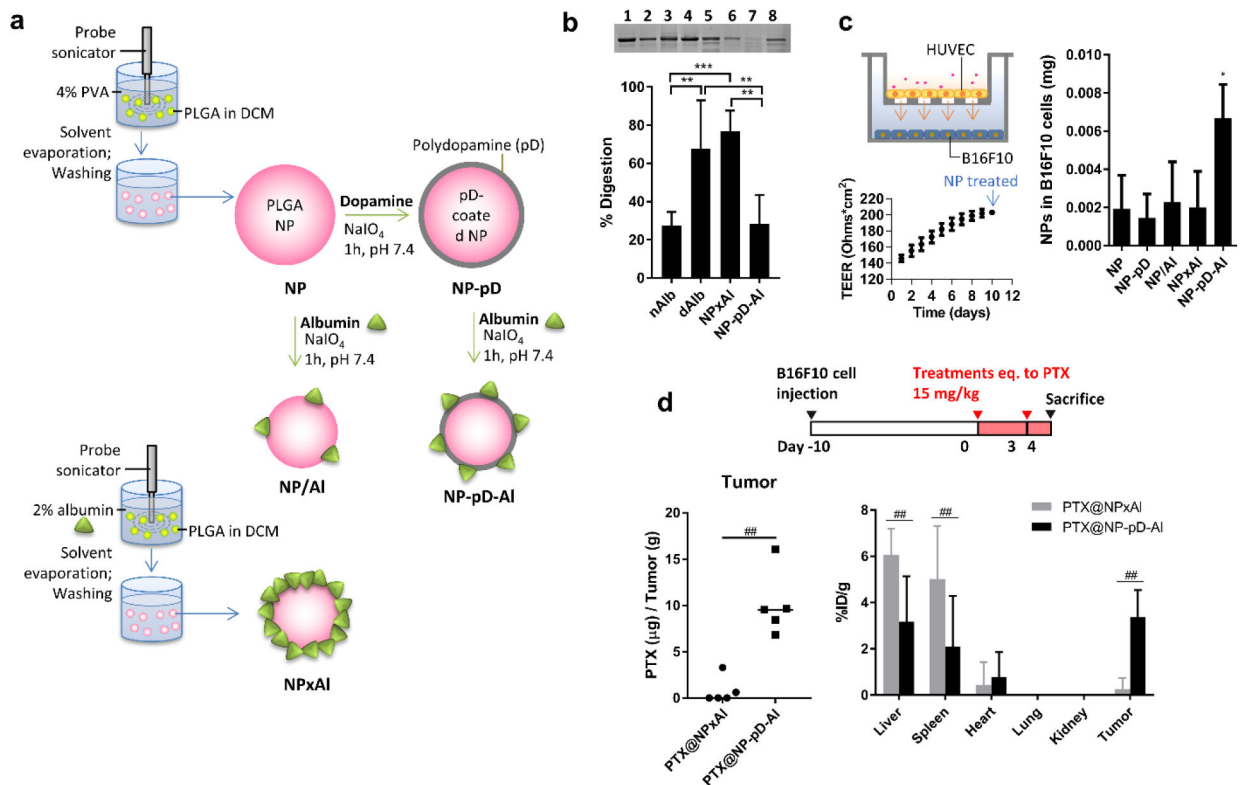 a
Probe
sonicator
4% PVA
PLGA in DCM
Solvent
evaporation;
Washing
PLGA
NP
NP
Dopamine
NaIO4
1h, pH 7.4
Polydopamine (pD)
pD-
coate
d NP
NP-pD
Albumin
NaIO4
1h, pH 7.4
Albumin
NaIO4
1h, pH 7.4
NP/Al
NP-pD-Al
Probe
sonicator
2% albumin
PLGA in DCM
Solvent
evaporation;
Washing
NPxAl
b
1 2 3 4 5 6 7 8
% Digestion
100
80
60
40
20
0
***
** **
**
nAlb
dAlb
NPxAl
NP-pD-Al
c
HUVEC
B16F10
NP treated
TEER (Ohms*cm2)
220
200
180
160
140
120
0 2 4 6 8 10 12
Time (days)
NPs in B16F10 cells (mg)
0.010
0.008
0.006
0.004
0.002
0.000
*
NP
NP-pD
NP/Al
NPxAl
NP-pD-Al
d
B16F10 cell
injection
Treatments eq. to PTX
15 mg/kg
Sacrifice
Day -10 0 3 4
Tumor
PTX (µg) / Tumor (g)
20
15
10
5
0
##
PTX@NPxAl
PTX@NP-pD-Al
%ID/g
8
6
4
2
0
## ## ##
PTX@NPxAl
PTX@NP-pD-Al
Liver
Spleen
Heart
Lung
Kidney
Tumor